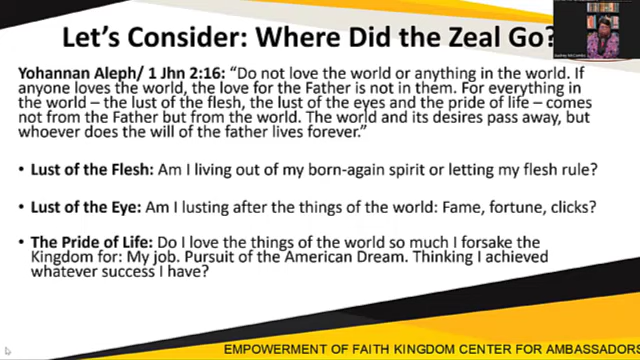 Let's Consider: Where Did the Zeal Go?
Yohannan Aleph/ 1 Jhn 2:16: “Do not love the world or anything in the world. If
anyone loves the world, the love for the Father is not in them. For everything in
the world – the lust of the flesh, the lust of the eyes and the pride of life – comes
not from the Father but from the world. The world and its desires pass away, but
whoever does the will of the father lives forever.”
• Lust of the Flesh: Am I living out of my born-again spirit or letting my flesh rule?
• Lust of the Eye: Am I lusting after the things of the world: Fame, fortune, clicks?
• The Pride of Life: Do I love the things of the world so much I forsake the
Kingdom for: My job. Pursuit of the American Dream. Thinking I achieved
whatever success I have?
EMPOWERMENT OF FAITH KINGDOM CENTER FOR AMBASSADORS